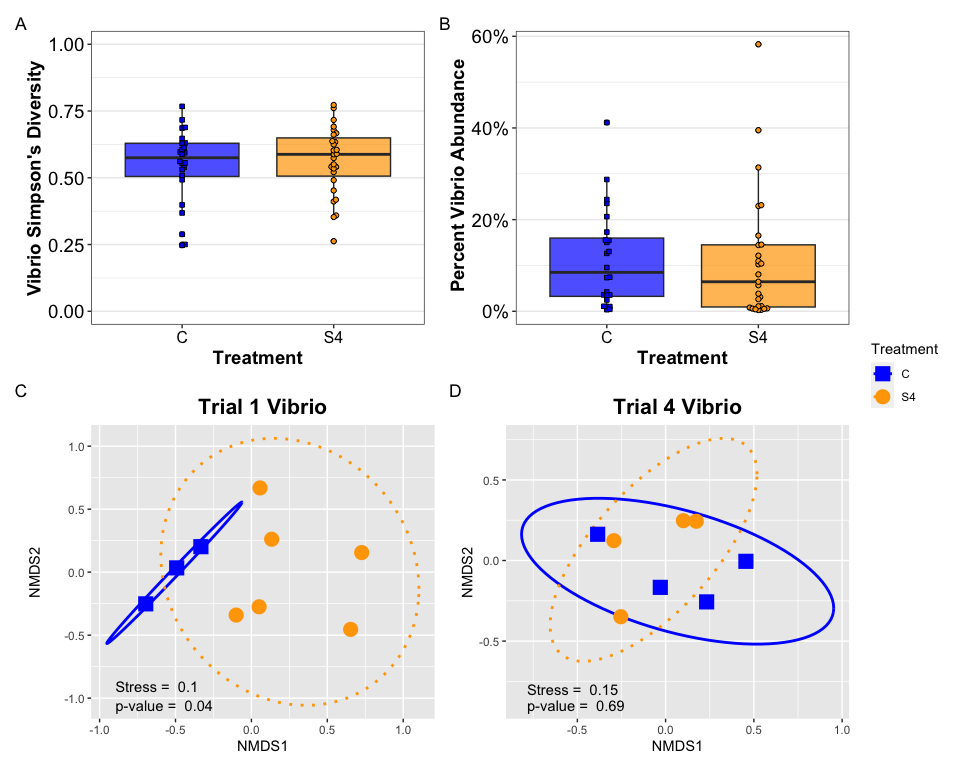 A
Vibrio Simpson's Diversity
1.00
0.75
0.50
0.25
0.00
C
S4
Treatment
B
Percent Vibrio Abundance
60%
40%
20%
0%
C
S4
Treatment
Treatment
C
S4
C
Trial 1 Vibrio
NMDS2
1.0
0.5
0.0
-0.5
-1.0
Stress = 0.1
p-value = 0.04
-1.0
-0.5
0.0
0.5
1.0
NMDS1
D
Trial 4 Vibrio
NMDS2
0.5
0.0
-0.5
Stress = 0.15
p-value = 0.69
-0.5
0.0
0.5
1.0
NMDS1